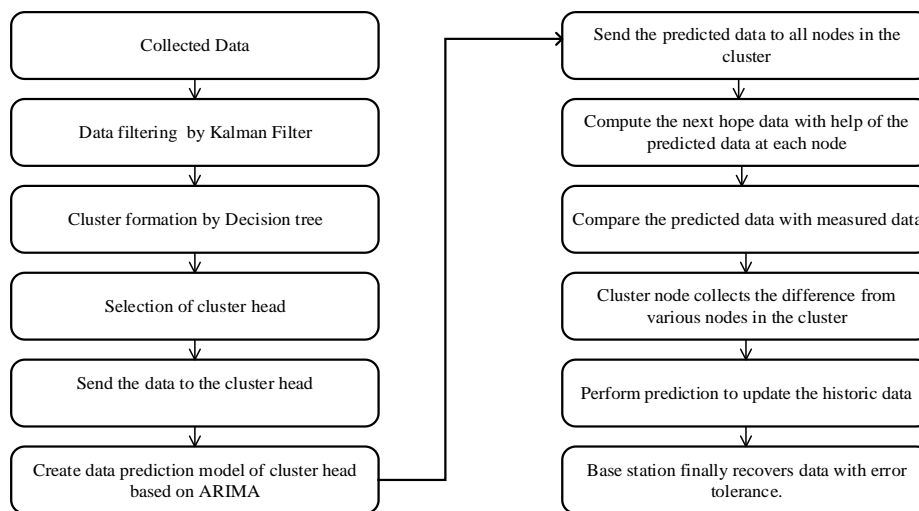 Collected Data
Data filtering by Kalman Filter
Cluster formation by Decision tree
Selection of cluster head
Send the data to the cluster head
Create data prediction model of cluster head
based on ARIMA
Send the predicted data to all nodes in the
cluster
Compute the next hope data with help of the
predicted data at each node
Compare the predicted data with measured data
Cluster node collects the difference from
various nodes in the cluster
Perform prediction to update the historic data
Base station finally recovers data with error
tolerance.